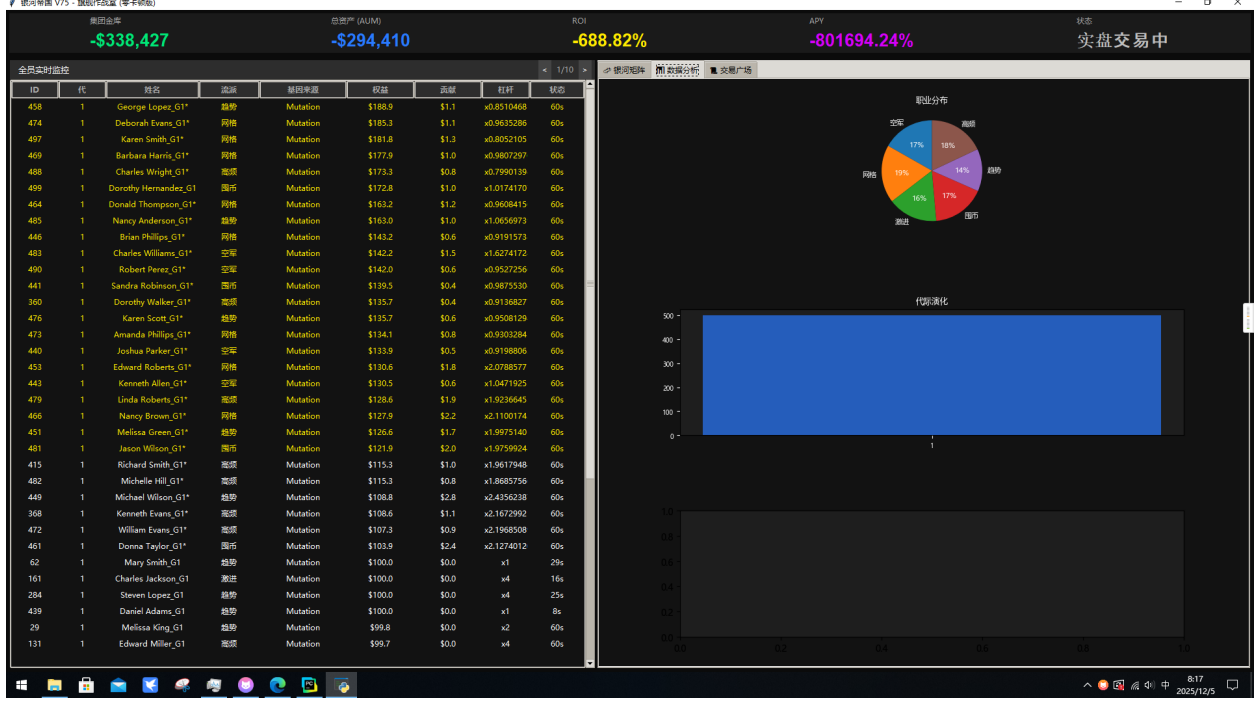 银河帝国 V75 - 旗舰作战室 (零卡顿版)
集团金库 总资产 (AUM) ROI APY 状态
-$338,427 -$294,410 -688.82% -801694.24% 实盘交易中
全员实时监控 < 1/10 > 银河矩阵 数据分析 交易广场
ID 代 姓名 流派 基因来源 权益 贡献 杠杆 状态
458 1 George Lopez_G1* 趋势 Mutation $188.9 $1.1 x0.8510468 60s
474 1 Deborah Evans_G1* 网格 Mutation $185.3 $1.1 x0.9635286 60s
497 1 Karen Smith_G1* 网格 Mutation $181.8 $1.3 x0.8052105 60s
469 1 Barbara Harris_G1* 网格 Mutation $177.9 $1.0 x0.9807297 60s
488 1 Charles Wright_G1* 高频 Mutation $173.3 $0.8 x0.7990139 60s
499 1 Dorothy Hernandez_G1 囤币 Mutation $172.8 $1.0 x1.0174170 60s
464 1 Donald Thompson_G1* 网格 Mutation $163.2 $1.2 x0.9608415 60s
485 1 Nancy Anderson_G1* 趋势 Mutation $163.0 $1.0 x1.0656973 60s
446 1 Brian Phillips_G1* 网格 Mutation $143.2 $0.6 x0.9191573 60s
483 1 Charles Williams_G1* 空军 Mutation $142.2 $1.5 x1.6274172 60s
490 1 Robert Perez_G1* 空军 Mutation $142.0 $0.6 x0.9527256 60s
441 1 Sandra Robinson_G1* 囤币 Mutation $139.5 $0.4 x0.9875530 60s
360 1 Dorothy Walker_G1* 高频 Mutation $135.7 $0.4 x0.9136827 60s
476 1 Karen Scott_G1* 趋势 Mutation $135.7 $0.6 x0.9508129 60s
473 1 Amanda Phillips_G1* 网格 Mutation $134.1 $0.8 x0.9303284 60s
440 1 Joshua Parker_G1* 空军 Mutation $133.9 $0.5 x0.9198806 60s
453 1 Edward Roberts_G1* 网格 Mutation $130.6 $1.8 x2.0788577 60s
443 1 Kenneth Allen_G1* 空军 Mutation $130.5 $0.6 x1.0471925 60s
479 1 Linda Roberts_G1* 高频 Mutation $128.6 $1.9 x1.9236645 60s
466 1 Nancy Brown_G1* 网格 Mutation $127.9 $2.2 x2.1100174 60s
451 1 Melissa Green_G1* 趋势 Mutation $126.6 $1.7 x1.9975140 60s
481 1 Jason Wilson_G1* 囤币 Mutation $121.9 $2.0 x1.9759924 60s
415 1 Richard Smith_G1* 高频 Mutation $115.3 $1.0 x1.9617948 60s
482 1 Michelle Hill_G1* 高频 Mutation $115.3 $0.8 x1.8685756 60s
449 1 Michael Wilson_G1* 趋势 Mutation $108.8 $2.8 x2.4356238 60s
368 1 Kenneth Evans_G1* 高频 Mutation $108.6 $1.1 x2.1672992 60s
472 1 William Evans_G1* 高频 Mutation $107.3 $0.9 x2.1968508 60s
461 1 Donna Taylor_G1* 囤币 Mutation $103.9 $2.4 x2.1274012 60s
62 1 Mary Smith_G1 趋势 Mutation $100.0 $0.0 x1 29s
161 1 Charles Jackson_G1 激进 Mutation $100.0 $0.0 x4 16s
284 1 Steven Lopez_G1 趋势 Mutation $100.0 $0.0 x4 25s
439 1 Daniel Adams_G1 趋势 Mutation $100.0 $0.0 x1 8s
29 1 Melissa King_G1 趋势 Mutation $99.8 $0.0 x2 60s
131 1 Edward Miller_G1 高频 Mutation $99.7 $0.0 x4 60s
职业分布
空军 高频
17% 18%
网格 19% 14% 趋势
16% 17%
激进 囤币
代际演化
500
400
300
200
100
0
1
1.0
0.8
0.6
0.4
0.2
0.0
0.0 0.2 0.4 0.6 0.8 1.0
PC
中 8:17
2025/12/5